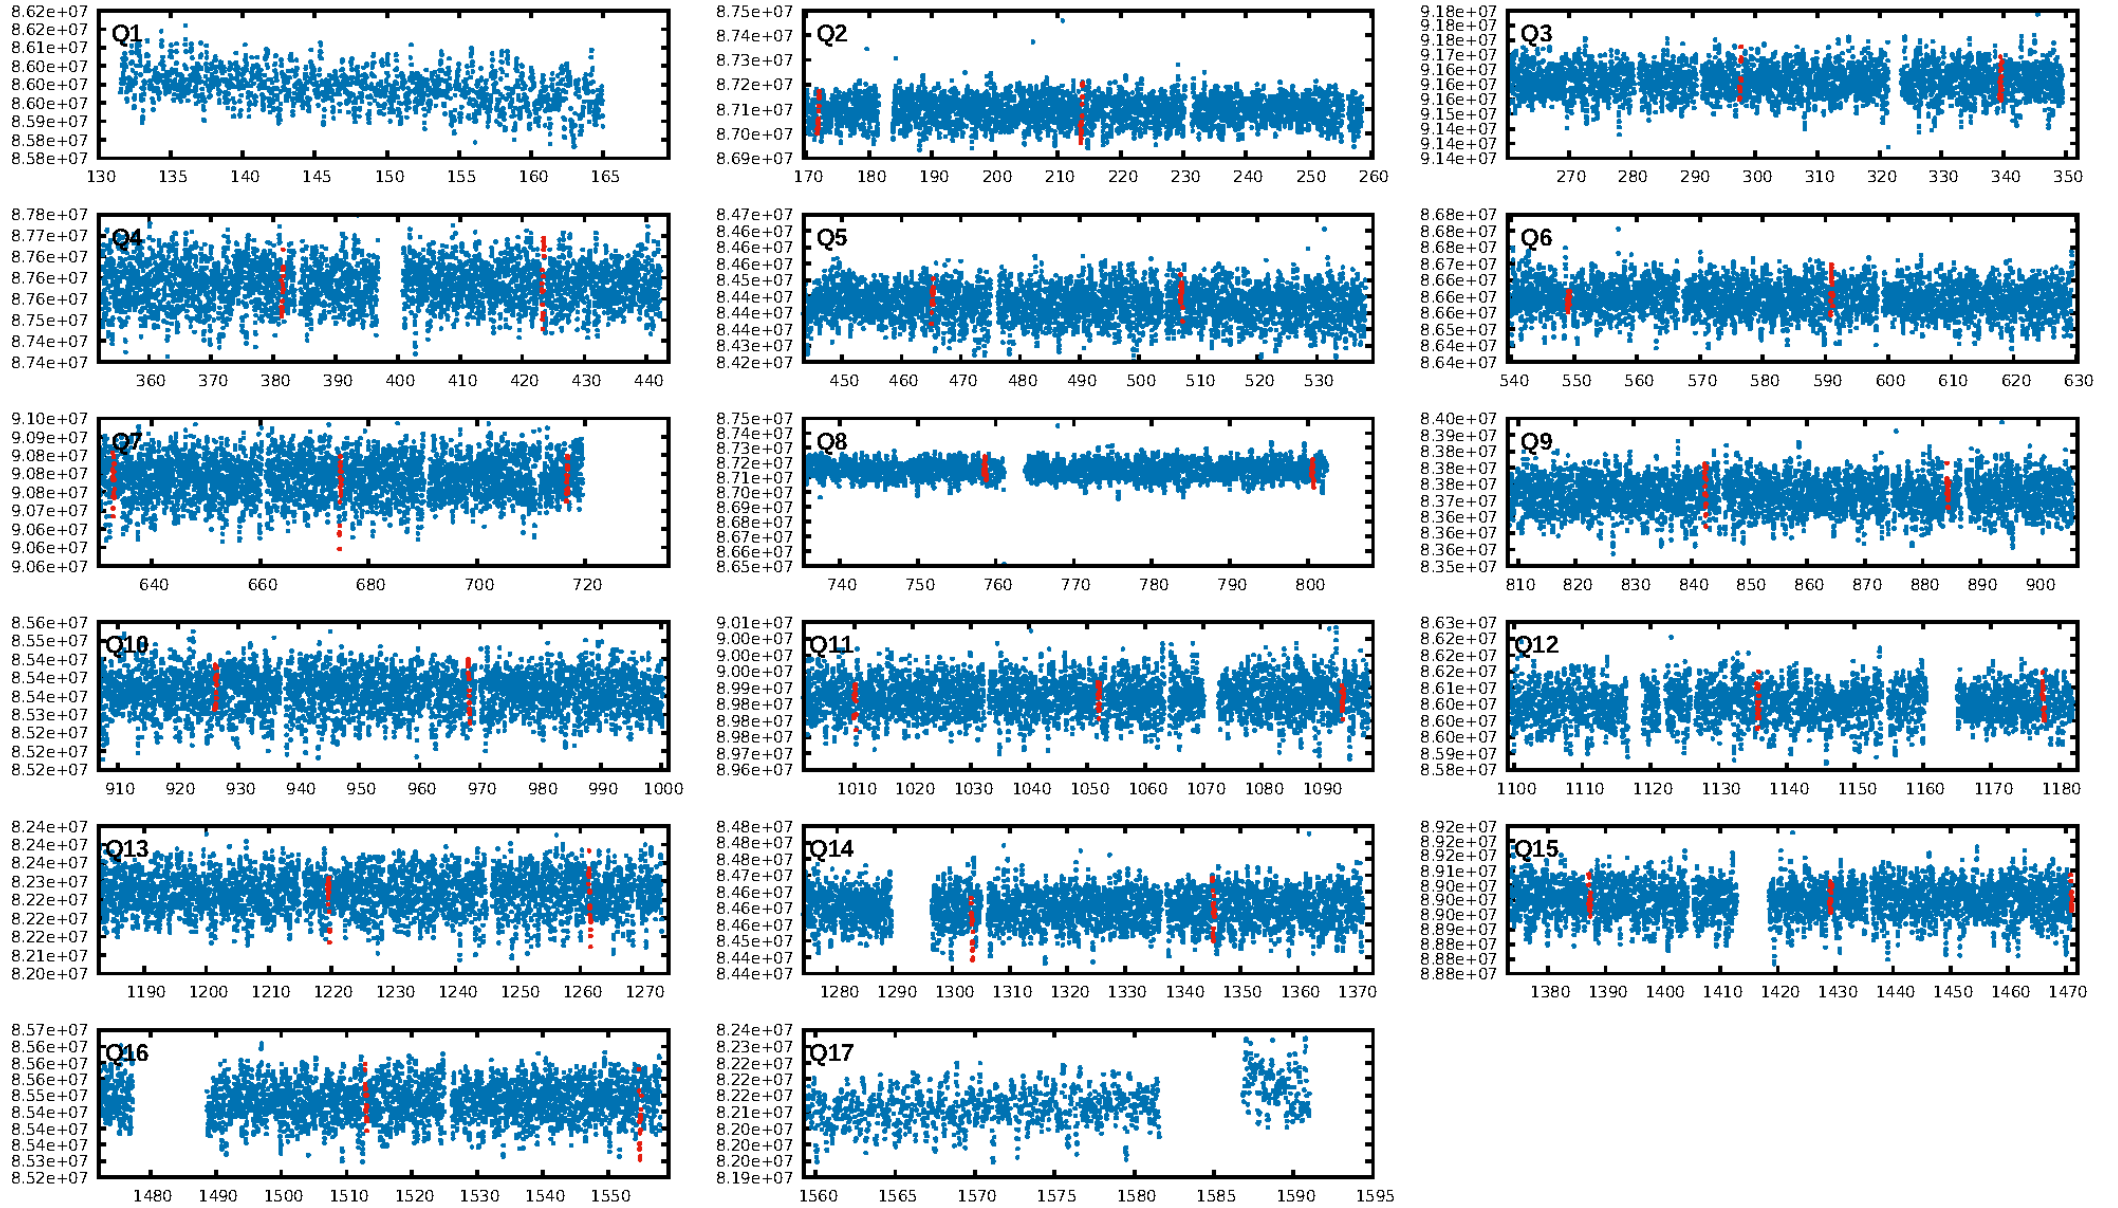 Q1
8.62e+07
8.62e+07
8.61e+07
8.60e+07
8.60e+07
8.60e+07
8.59e+07
8.58e+07
8.58e+07
130 135 140 145 150 155 160 165
Q2
8.75e+07
8.74e+07
8.73e+07
8.72e+07
8.71e+07
8.70e+07
8.69e+07
170 180 190 200 210 220 230 240 250 260
Q3
9.18e+07
9.18e+07
9.18e+07
9.17e+07
9.16e+07
9.16e+07
9.16e+07
9.15e+07
9.14e+07
9.14e+07
9.14e+07
270 280 290 300 310 320 330 340 350
Q4
8.78e+07
8.77e+07
8.76e+07
8.76e+07
8.76e+07
8.75e+07
8.74e+07
8.74e+07
360 370 380 390 400 410 420 430 440
Q5
8.47e+07
8.46e+07
8.46e+07
8.46e+07
8.45e+07
8.44e+07
8.44e+07
8.44e+07
8.43e+07
8.42e+07
450 460 470 480 490 500 510 520 530
Q6
8.68e+07
8.68e+07
8.68e+07
8.67e+07
8.66e+07
8.66e+07
8.65e+07
8.64e+07
8.64e+07
540 550 560 570 580 590 600 610 620 630
Q7
9.10e+07
9.09e+07
9.08e+07
9.08e+07
9.08e+07
9.07e+07
9.06e+07
9.06e+07
9.06e+07
640 660 680 700 720
Q8
8.75e+07
8.74e+07
8.73e+07
8.72e+07
8.71e+07
8.70e+07
8.69e+07
8.68e+07
8.67e+07
8.66e+07
8.65e+07
740 750 760 770 780 790 800
Q9
8.40e+07
8.39e+07
8.38e+07
8.38e+07
8.38e+07
8.37e+07
8.36e+07
8.36e+07
8.36e+07
8.35e+07
810 820 830 840 850 860 870 880 890 900
Q10
8.56e+07
8.55e+07
8.54e+07
8.54e+07
8.54e+07
8.53e+07
8.52e+07
8.52e+07
8.52e+07
910 920 930 940 950 960 970 980 990 1000
Q11
9.01e+07
9.00e+07
9.00e+07
8.99e+07
8.98e+07
8.98e+07
8.98e+07
8.97e+07
8.96e+07
1010 1020 1030 1040 1050 1060 1070 1080 1090
Q12
8.63e+07
8.62e+07
8.62e+07
8.62e+07
8.61e+07
8.60e+07
8.60e+07
8.59e+07
8.58e+07
1100 1110 1120 1130 1140 1150 1160 1170 1180
Q13
8.24e+07
8.24e+07
8.24e+07
8.23e+07
8.22e+07
8.22e+07
8.22e+07
8.21e+07
8.20e+07
1190 1200 1210 1220 1230 1240 1250 1260 1270
Q14
8.48e+07
8.48e+07
8.48e+07
8.47e+07
8.46e+07
8.46e+07
8.46e+07
8.45e+07
8.44e+07
8.44e+07
1280 1290 1300 1310 1320 1330 1340 1350 1360 1370
Q15
8.92e+07
8.92e+07
8.92e+07
8.91e+07
8.90e+07
8.90e+07
8.90e+07
8.89e+07
8.88e+07
8.88e+07
8.88e+07
1380 1390 1400 1410 1420 1430 1440 1450 1460 1470
Q16
8.57e+07
8.56e+07
8.56e+07
8.56e+07
8.55e+07
8.54e+07
8.54e+07
8.54e+07
8.53e+07
8.52e+07
1480 1490 1500 1510 1520 1530 1540 1550
Q17
8.24e+07
8.23e+07
8.22e+07
8.22e+07
8.22e+07
8.21e+07
8.20e+07
8.20e+07
8.20e+07
8.19e+07
1560 1565 1570 1575 1580 1585 1590 1595